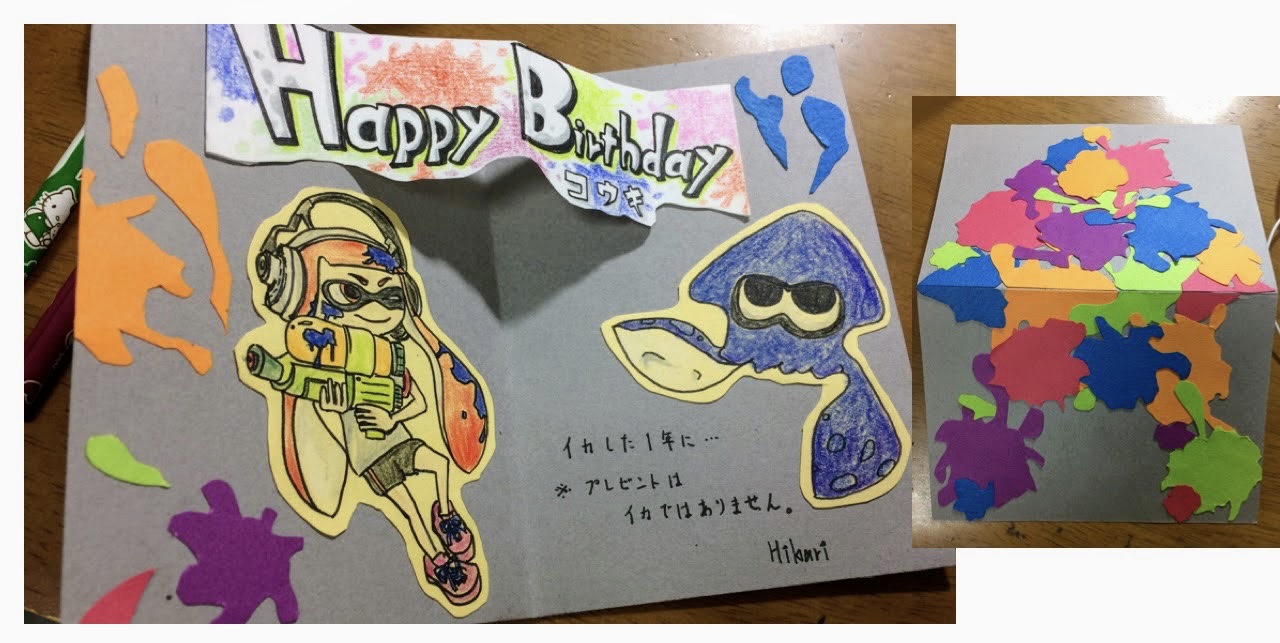 Happy Birthday
コウキ
イカした1年に…
※プレゼントは
イカではありません。
Hikari